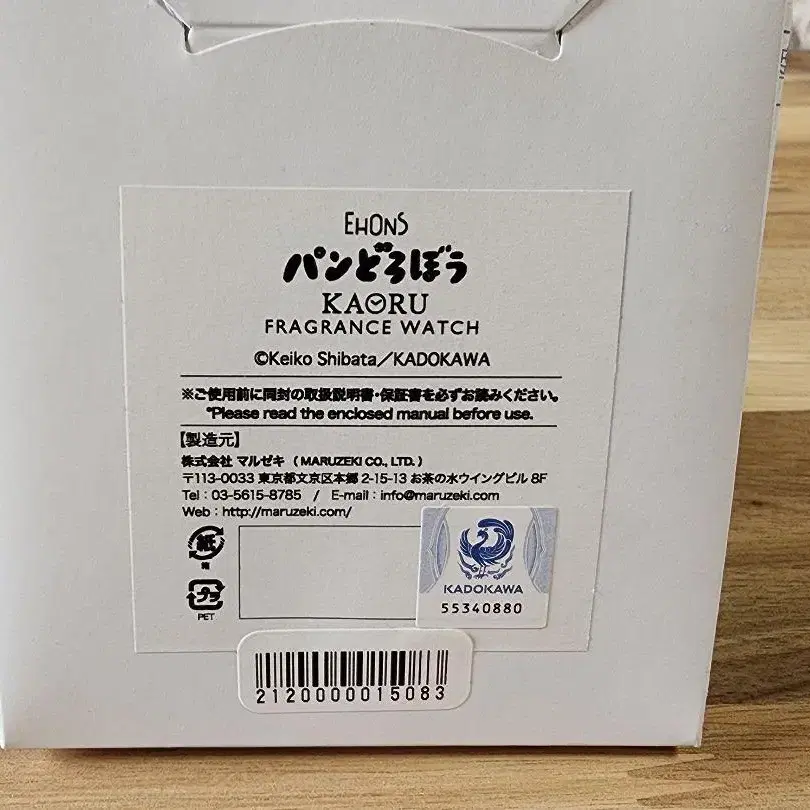 EHONS
パンどろぼう
KAORU
FRAGRANCE WATCH
©Keiko Shibata／KADOKAWA
※ご使用前に同封の取扱説明書・保証書を必ずお読みください。
*Please read the enclosed manual before use.
【製造元】
株式会社 マルゼキ ( MARUZEKI CO., LTD. )
〒113-0033 東京都文京区本郷 2-15-13 お茶の水ウイングビル 8F
Tel : 03-5615-8785 / E-mail : info@maruzeki.com
Web : http://maruzeki.com/
紙
箱
プラ
PET
KADOKAWA
55340880
2120000015083